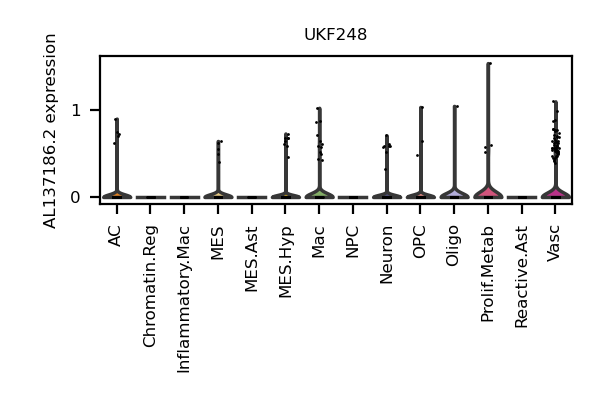 UKF248
AL137186.2 expression
1
0
AC
Chromatin.Reg
Inflammatory.Mac
MES
MES.Ast
MES.Hyp
Mac
NPC
Neuron
OPC
Oligo
Prolif.Metab
Reactive.Ast
Vasc